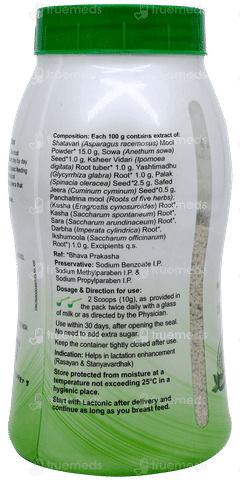 Composition: Each 100 g contains extract of:
Shatavari (Asparagus racemosus) Mool
Powder* 15.0 g, Sowa (Anethum sowa)
Seed*1.0 g, Ksheer Vidari (Ipomoea
digitata) Root tuber* 1.0 g, Yashtimadhu
(Glycyrrhiza glabra) Root* 1.0 g, Palak
(Spinacia oleracea) Seed*2.5 g, Safed
Jeera (Cuminum cyminum) Seed*0.5 g.
Panchatrina mool (Roots of five herbs):
Kusha (Eragrostis cynosuroides) Root*,
Kasha (Saccharum spontaneum) Root*,
Sara (Saccharum arundinaceum) Root*,
Darbha (Imperata cylindrica) Root*,
Ikshumoola (Saccharum officinarum)
Root*) 1.0 g, Excipients q.s.
Ref: *Bhava Prakasha
Preservative: Sodium Benzoate I.P.
Sodium Methylparaben I.P. &
Sodium Propylparaben I.P.
Dosage & Direction for use:
2 Scoops (10g), as provided in
the pack twice daily with a glass
of milk or as directed by the Physician.
Use within 30 days, after opening the seal.
No need to add extra sugar.
Keep the container tightly closed after use.
Indication: Helps in lactation enhancement
(Rasayan & Stanyavardhak)
Store protected from moisture at a
temperature not exceeding 25°C in a
hygienic place.
Start with Lactonic after delivery and
continue as long as you breast feed.
truemeds